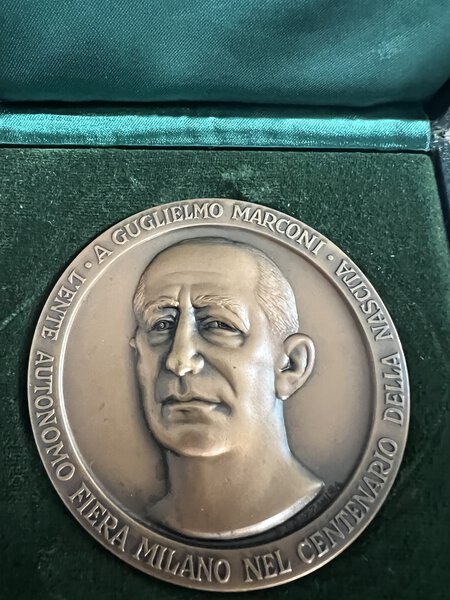 L'ENTE AUTONOMO FIERA MILANO NEL CENTENARIO DELLA NASCITA · A GUGLIELMO MARCONI ·